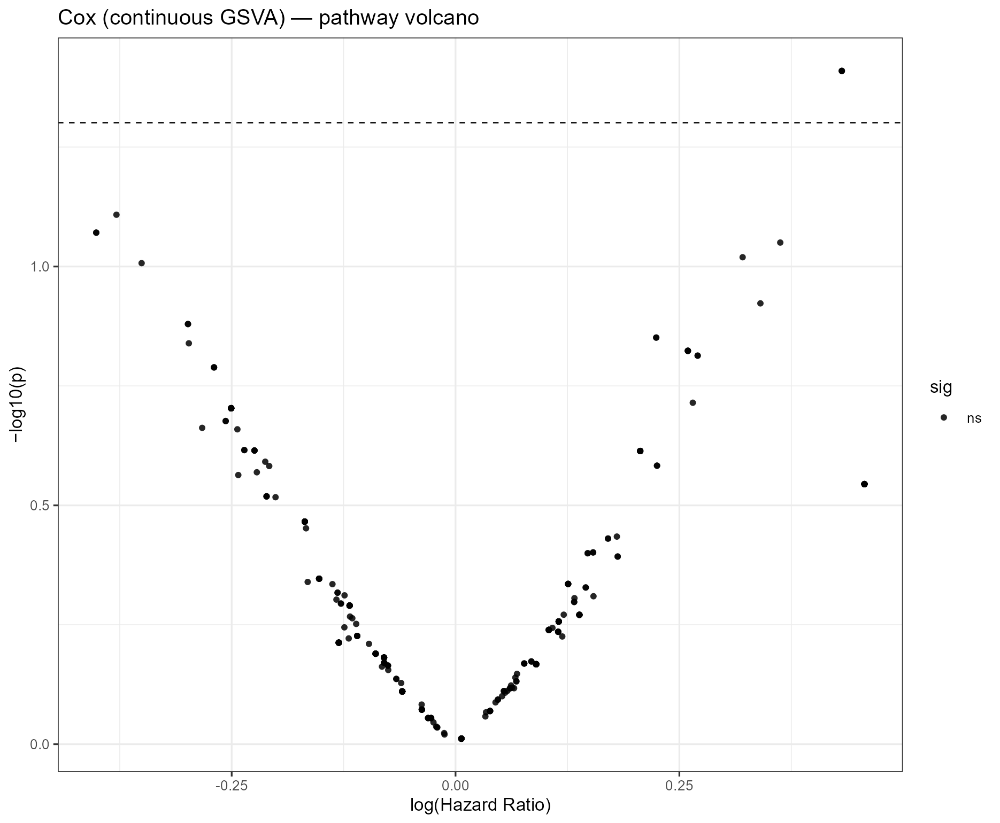 Cox (continuous GSVA) — pathway volcano
−log10(p)
1.0
0.5
0.0
-0.25
0.00
0.25
log(Hazard Ratio)
sig
ns